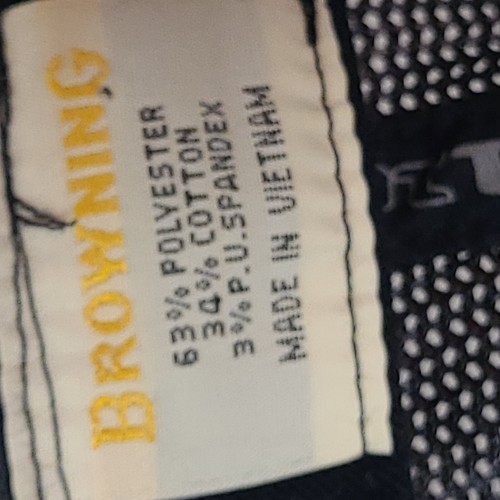 BROWNING
63% POLYESTER
34% COTTON
3% P.U.SPANDEX
MADE IN VIETNAM